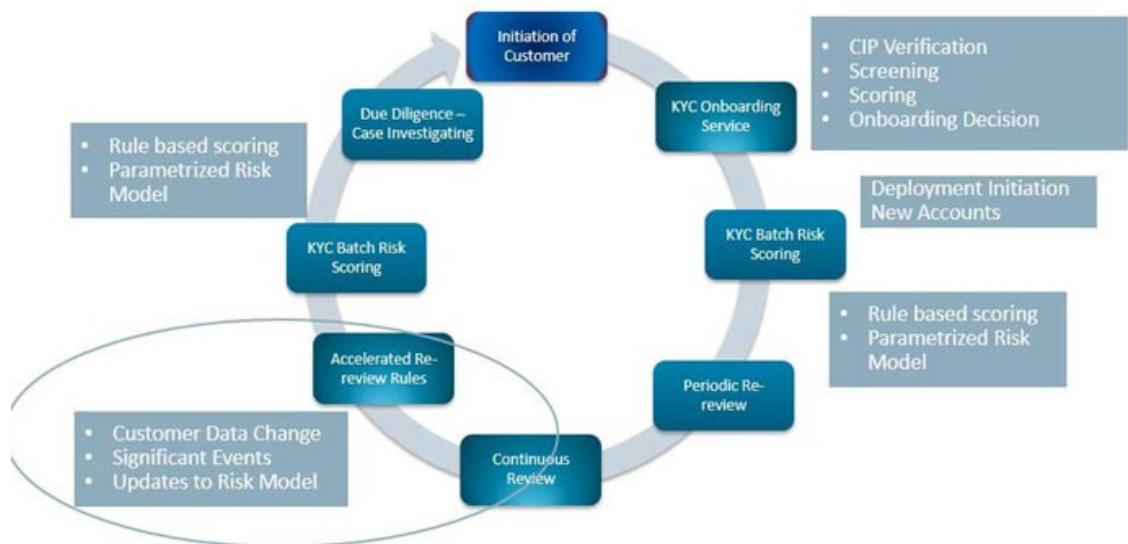 Initiation of
Customer
• CIP Verification
• Screening
• Scoring
• Onboarding Decision
KYC Onboarding
Service
Due Diligence –
Case Investigating
• Rule based scoring
• Parametrized Risk
Model
Deployment Initiation
New Accounts
KYC Batch Risk
Scoring
KYC Batch Risk
Scoring
• Rule based scoring
• Parametrized Risk
Model
Accelerated Re-
review Rules
Periodic Re-
review
• Customer Data Change
• Significant Events
• Updates to Risk Model
Continuous
Review